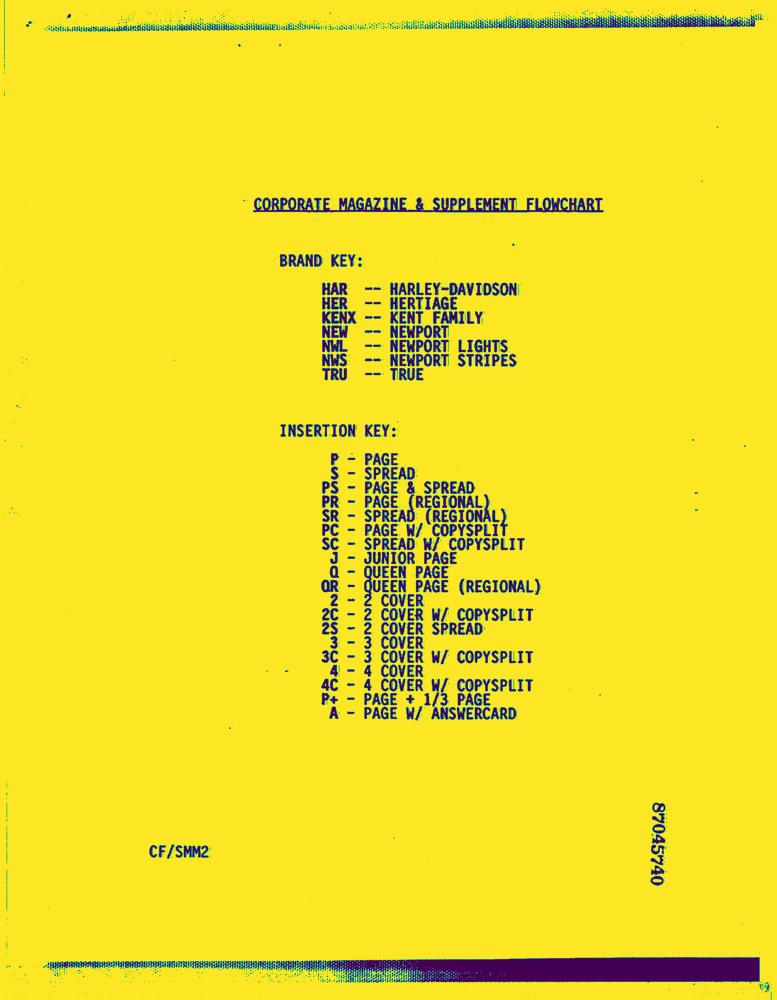 CORPORATE MAGAZINE & SUPPLEMENT FLOWCHART
BRAND KEY:
HAR -- HARLEY-DAVIDSON
HER -- HERTIAGE
KENX -- KENT FAMILY
NEW -- NEWPORT
NWL -- NEWPORT LIGHTS
NWS -- NEWPORT STRIPES
TRU -- TRUE
INSERTION KEY:
P - PAGE
S - SPREAD
PS - PAGE & SPREAD
PR - PAGE (REGIONAL)
SR - SPREAD (REGIONAL)
PC - PAGE W/ COPYSPLIT
SC - SPREAD W/ COPYSPLIT
J - JUNIOR PAGE
Q - QUEEN PAGE
QR - QUEEN PAGE (REGIONAL)
2 - 2 COVER
2C - 2 COVER W/ COPYSPLIT
2S - 2 COVER SPREAD
3 - 3 COVER
3C - 3 COVER W/ COPYSPLIT
4 - 4 COVER
4C - 4 COVER W/ COPYSPLIT
P+ - PAGE + 1/3 PAGE
A - PAGE W/ ANSWERCARD
87045740
CF/SMM2